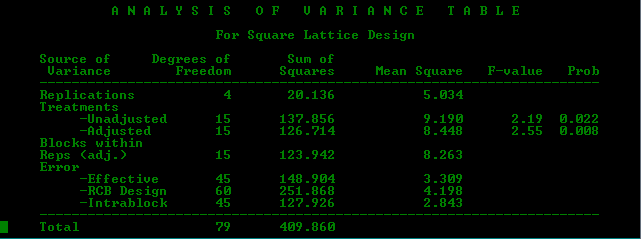 A N A L Y S I S   O F   V A R I A N C E   T A B L E
For Square Lattice Design
Source of Degrees of Sum of
Variance Freedom Squares Mean Square F-value Prob
Replications 4 20.136 5.034
Treatments
-Unadjusted 15 137.856 9.190 2.19 0.022
-Adjusted 15 126.714 8.448 2.55 0.008
Blocks within
Reps (adj.) 15 123.942 8.263
Error
-Effective 45 148.904 3.309
-RCB Design 60 251.868 4.198
-Intrablock 45 127.926 2.843
Total 79 409.860